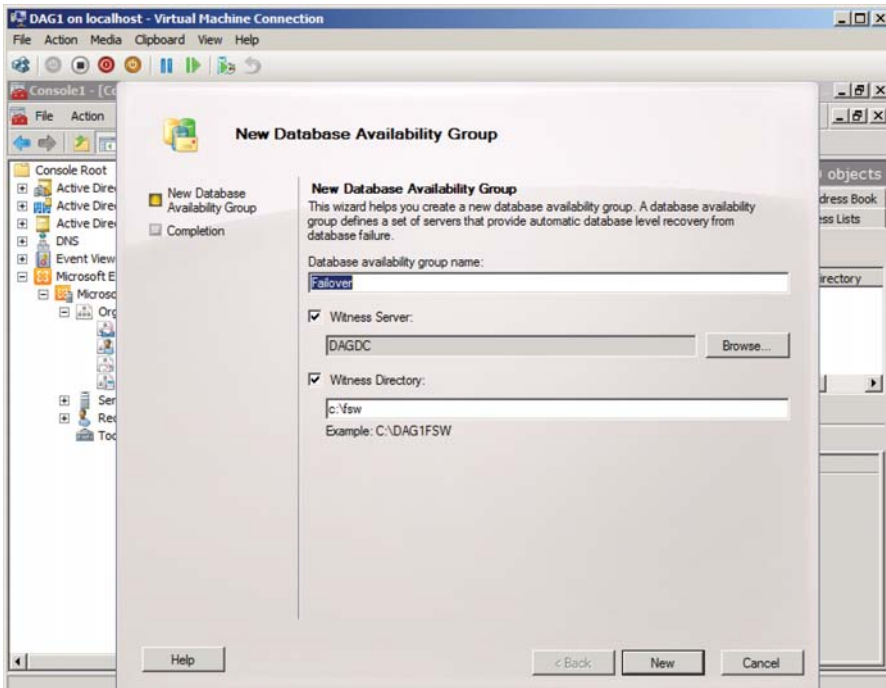 DAG1 on localhost - Virtual Machine Connection
File Action Media Clipboard View Help
Console1 - [Co
File Action
New Database Availability Group
Console Root
Active Dire
Active Dire
Active Dire
DNS
Event View
Microsoft E
Microsc
Org
Ser
Rec
Too
New Database
Availability Group
Completion
New Database Availability Group
This wizard helps you create a new database availability group. A database availability
group defines a set of servers that provide automatic database level recovery from
database failure.
Database availability group name:
Failover
Witness Server:
DAGDC
Browse...
Witness Directory:
c:\fsw
Example: C:\DAG1FSW
objects
dress Book
ess Lists
irectory
Help
< Back
New
Cancel